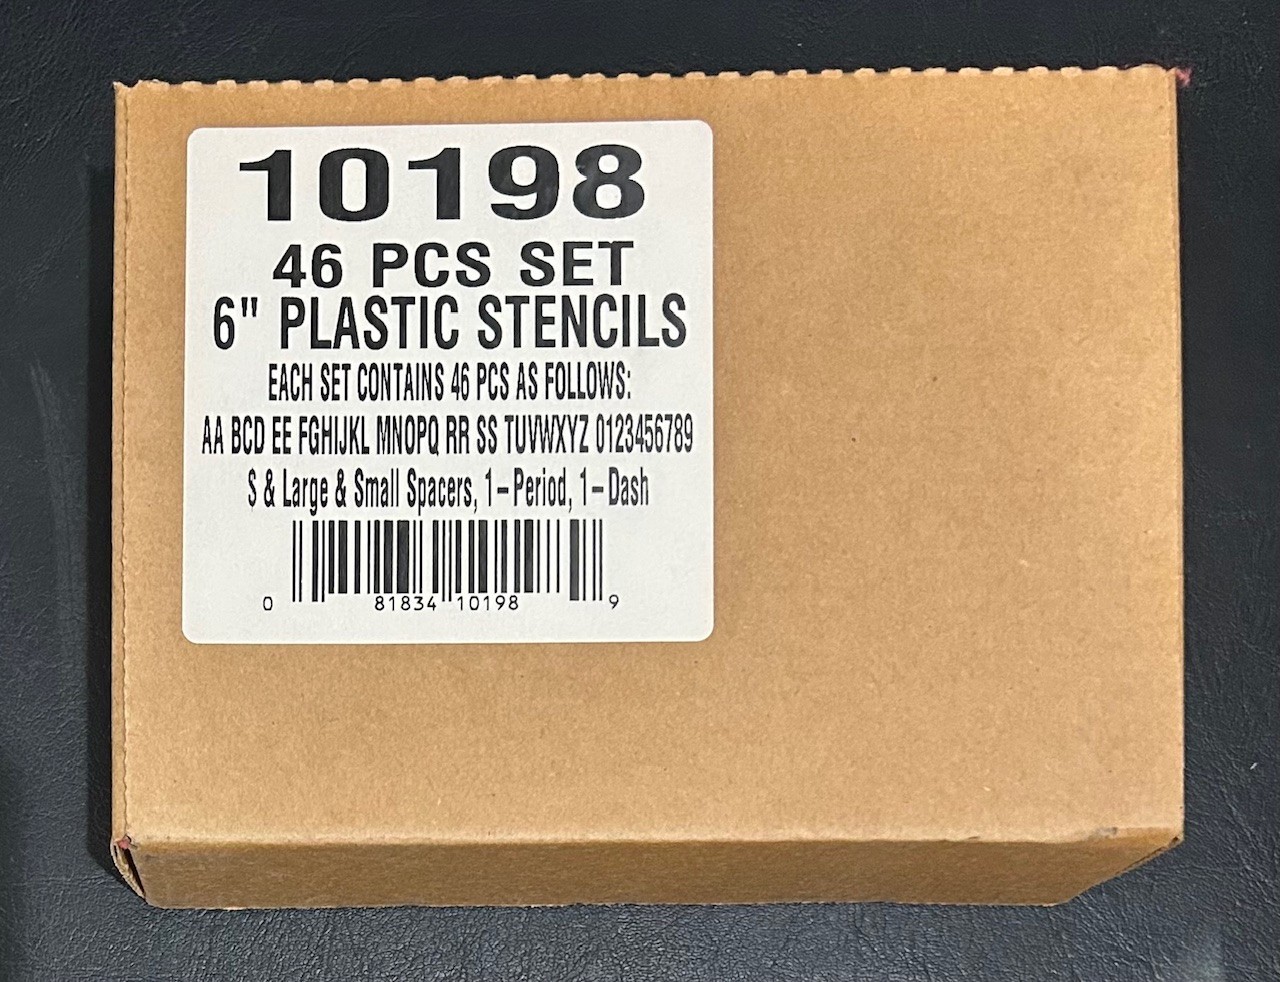 10198
46 PCS SET
6" PLASTIC STENCILS
EACH SET CONTAINS 46 PCS AS FOLLOWS:
AA BCD EE FGHIJKL MNOPQ RR SS TUVWXYZ 0123456789
S & Large & Small Spacers, 1–Period, 1–Dash
0 81834 10198 9